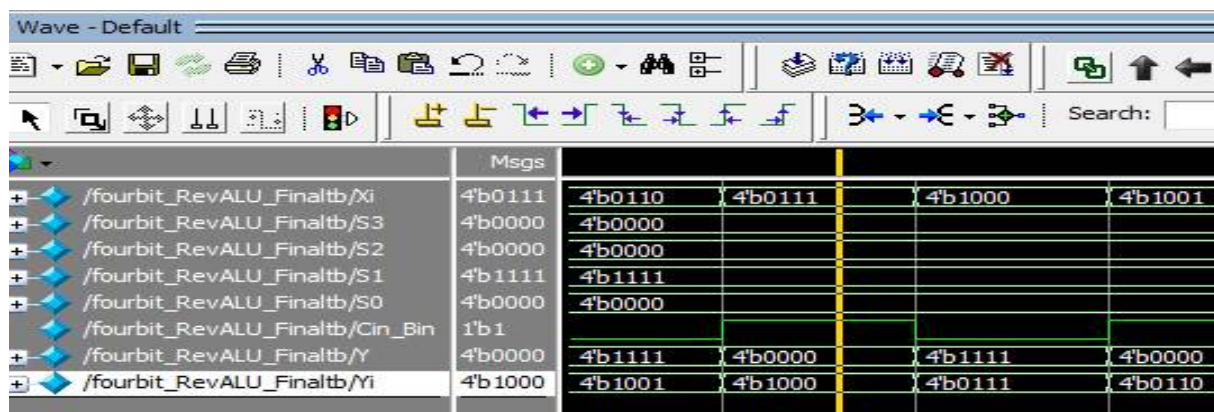 Wave - Default
Search:
Msgs
/fourbit_RevALU_Finaltb/Xi 4'b0111 4'b0110 4'b0111 4'b1000 4'b1001
/fourbit_RevALU_Finaltb/S3 4'b0000 4'b0000
/fourbit_RevALU_Finaltb/S2 4'b0000 4'b0000
/fourbit_RevALU_Finaltb/S1 4'b1111 4'b1111
/fourbit_RevALU_Finaltb/S0 4'b0000 4'b0000
/fourbit_RevALU_Finaltb/Cin_Bin 1'b1
/fourbit_RevALU_Finaltb/Y 4'b0000 4'b1111 4'b0000 4'b1111 4'b0000
/fourbit_RevALU_Finaltb/Yi 4'b1000 4'b1001 4'b1000 4'b0111 4'b0110